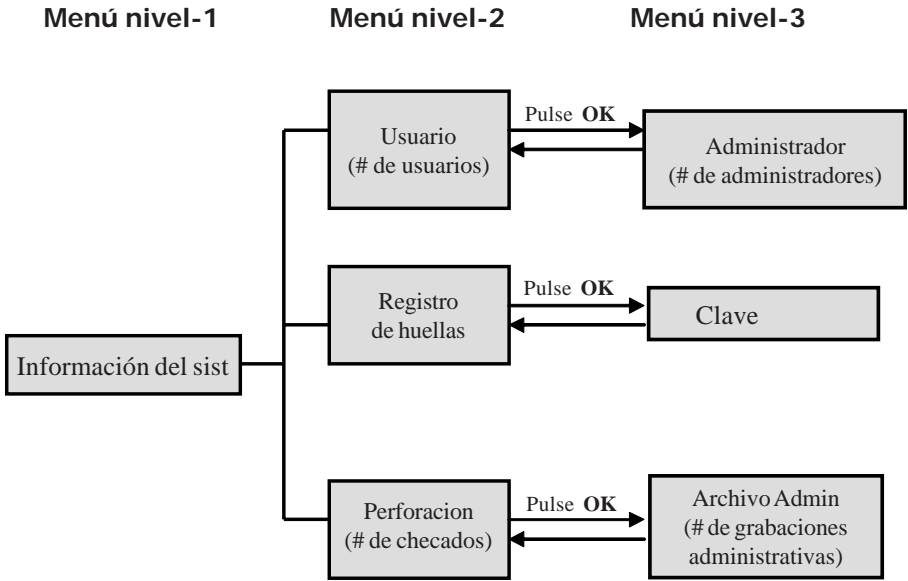 Menú nivel-1 Menú nivel-2 Menú nivel-3
Usuario
(# de usuarios)
Pulse OK
Administrador
(# de administradores)
Registro
de huellas
Pulse OK
Clave
Información del sist
Perforacion
(# de checados)
Pulse OK
Archivo Admin
(# de grabaciones
administrativas)